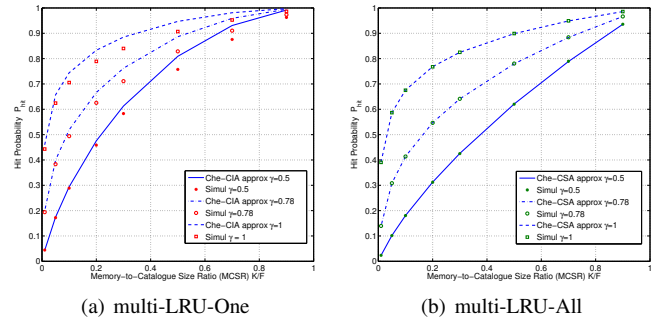 Hit Probability P_hit
1
0.9
0.8
0.7
0.6
0.5
0.4
0.3
0.2
0.1
0
0 0.2 0.4 0.6 0.8 1
Memory-to-Catalogue Size Ratio (MCSR) K/F
Che-CIA approx γ=0.5
Simul γ=0.5
Che-CIA approx γ=0.78
Simul γ=0.78
Che-CIA approx γ=1
Simul γ = 1
(a) multi-LRU-One
Hit Probability P_hit
1
0.9
0.8
0.7
0.6
0.5
0.4
0.3
0.2
0.1
0
0 0.2 0.4 0.6 0.8 1
Memory-to-Catalogue Size Ratio (MCSR) K/F
Che-CSA approx γ=0.5
Simul γ=0.5
Che-CSA approx γ=0.78
Simul γ=0.78
Che-CSA approx γ=1
Simul γ=1
(b) multi-LRU-All